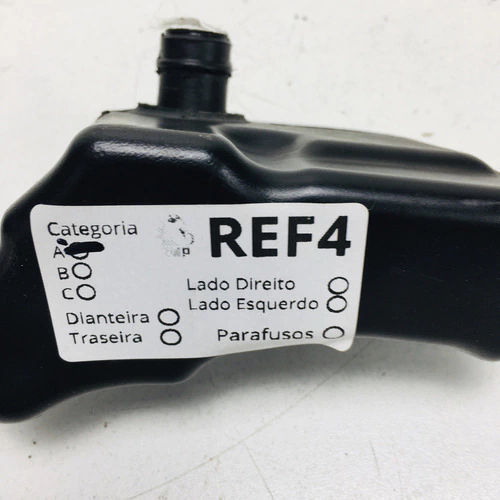 Categoria
REF4
A
B
C
Lado Direito
Lado Esquerdo
Dianteira
Traseira
Parafusos